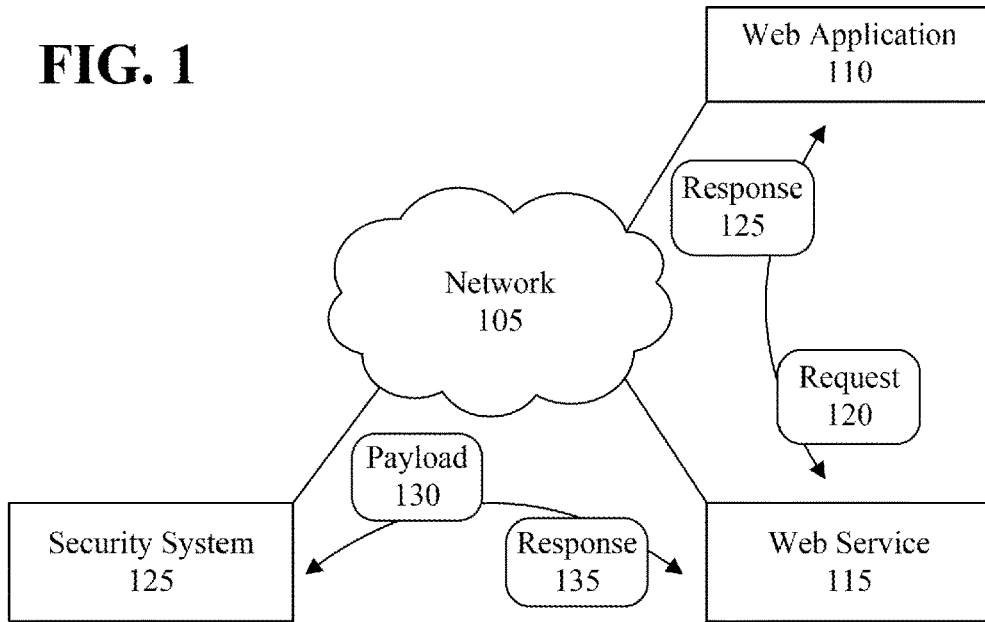 FIG. 1
Web Application
110
Response
125
Network
105
Request
120
Payload
130
Security System
125
Response
135
Web Service
115